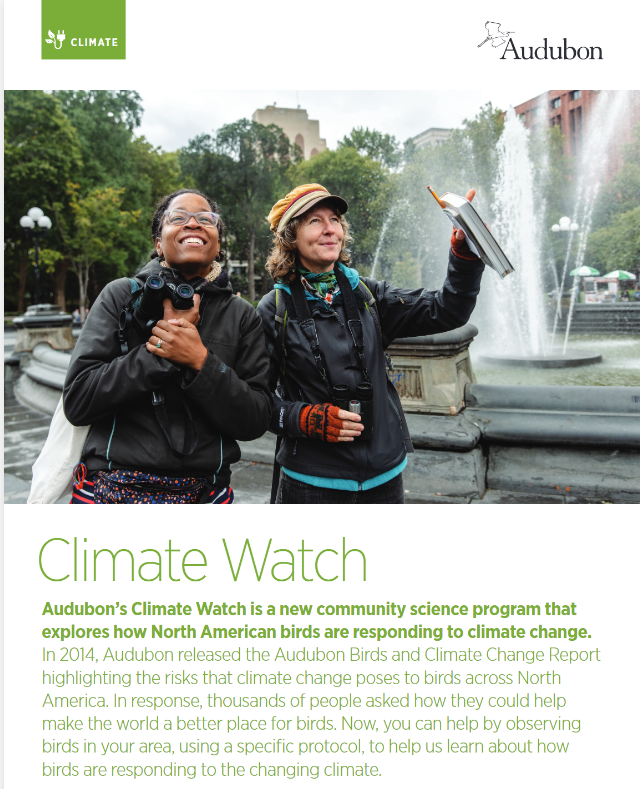 CLIMATE
Audubon
Climate Watch
Audubon's Climate Watch is a new community science program that
explores how North American birds are responding to climate change.
In 2014, Audubon released the Audubon Birds and Climate Change Report
highlighting the risks that climate change poses to birds across North
America. In response, thousands of people asked how they could help
make the world a better place for birds. Now, you can help by observing
birds in your area, using a specific protocol, to help us learn about how
birds are responding to the changing climate.